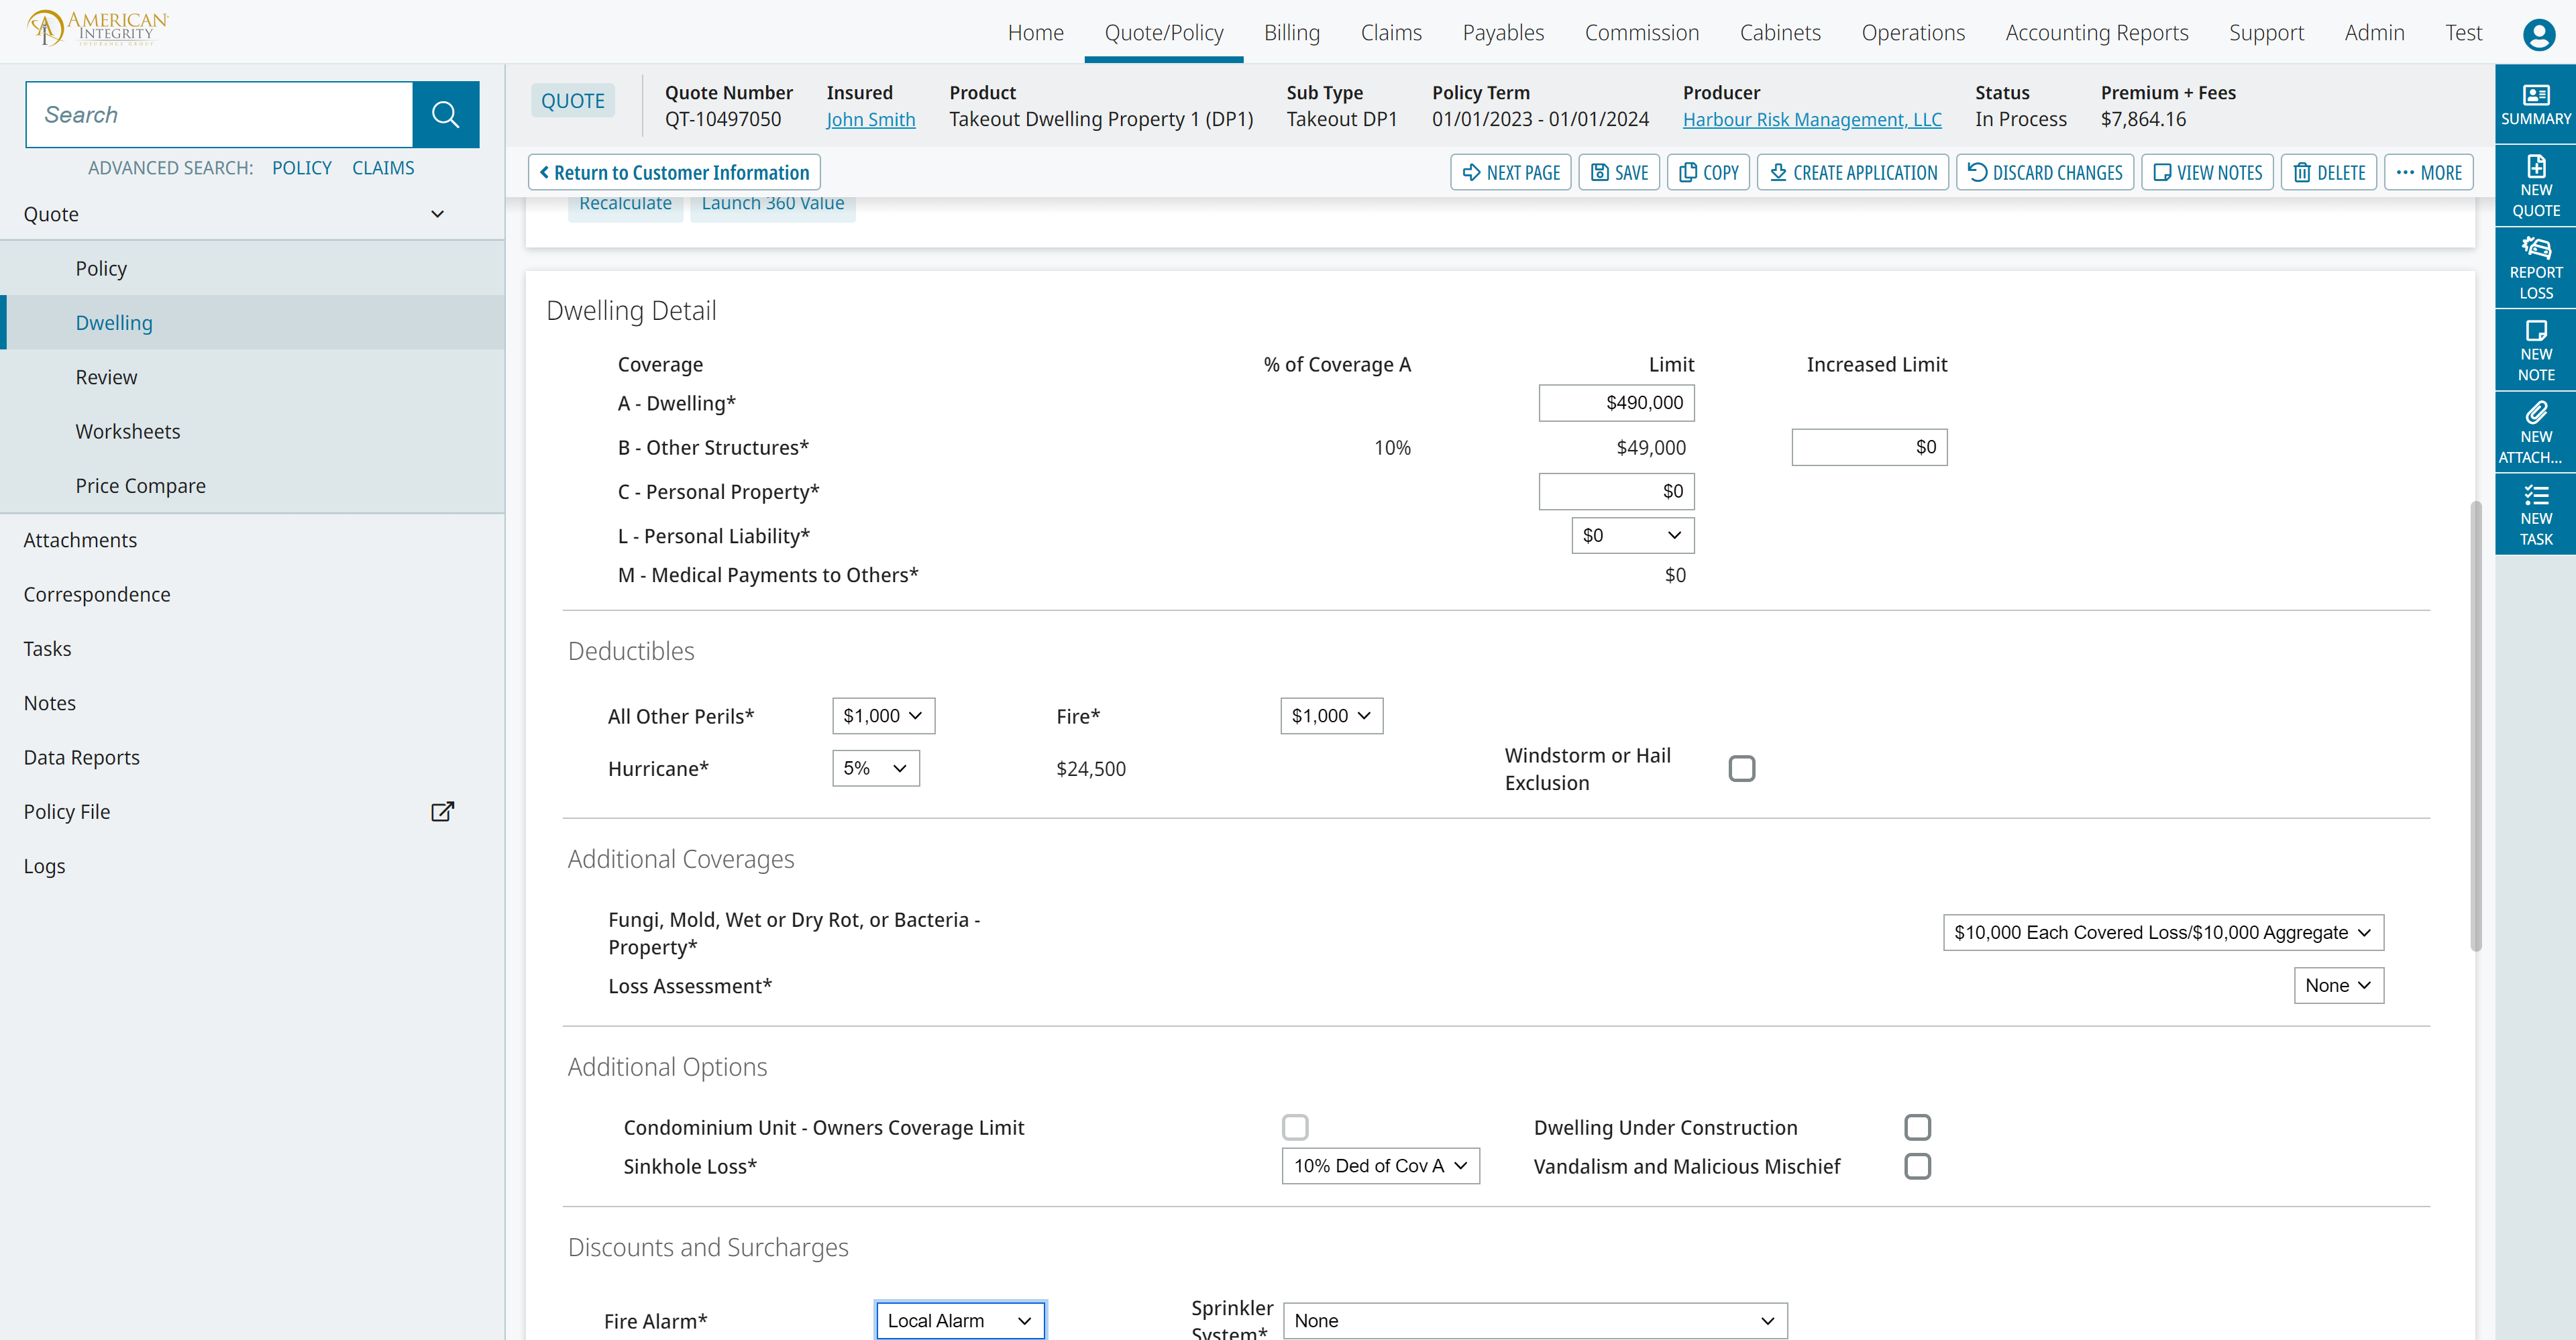 AMERICAN
INTEGRITY
INSURANCE GROUP
Home Quote/Policy Billing Claims Payables Commission Cabinets Operations Accounting Reports Support Admin Test
Search
ADVANCED SEARCH: POLICY CLAIMS
Quote
Policy
Dwelling
Review
Worksheets
Price Compare
Attachments
Correspondence
Tasks
Notes
Data Reports
Policy File
Logs
QUOTE
Quote Number Insured Product Sub Type Policy Term Producer Status Premium + Fees
QT-10497050 John Smith Takeout Dwelling Property 1 (DP1) Takeout DP1 01/01/2023 - 01/01/2024 Harbour Risk Management, LLC In Process $7,864.16
Return to Customer Information NEXT PAGE SAVE COPY CREATE APPLICATION DISCARD CHANGES VIEW NOTES DELETE ... MORE
Recalculate Launch 360 Value
Dwelling Detail
Coverage % of Coverage A Limit Increased Limit
A - Dwelling* $490,000
B - Other Structures* 10% $49,000 $0
C - Personal Property* $0
L - Personal Liability* $0
M - Medical Payments to Others* $0
Deductibles
All Other Perils* $1,000 Fire* $1,000
Hurricane* 5% $24,500 Windstorm or Hail
Exclusion
Additional Coverages
Fungi, Mold, Wet or Dry Rot, or Bacteria -
Property* $10,000 Each Covered Loss/$10,000 Aggregate
Loss Assessment* None
Additional Options
Condominium Unit - Owners Coverage Limit Dwelling Under Construction
Sinkhole Loss* 10% Ded of Cov A Vandalism and Malicious Mischief
Discounts and Surcharges
Fire Alarm* Local Alarm Sprinkler
System* None
SUMMARY
NEW
QUOTE
REPORT
LOSS
NEW
NOTE
NEW
ATTACH...
NEW
TASK